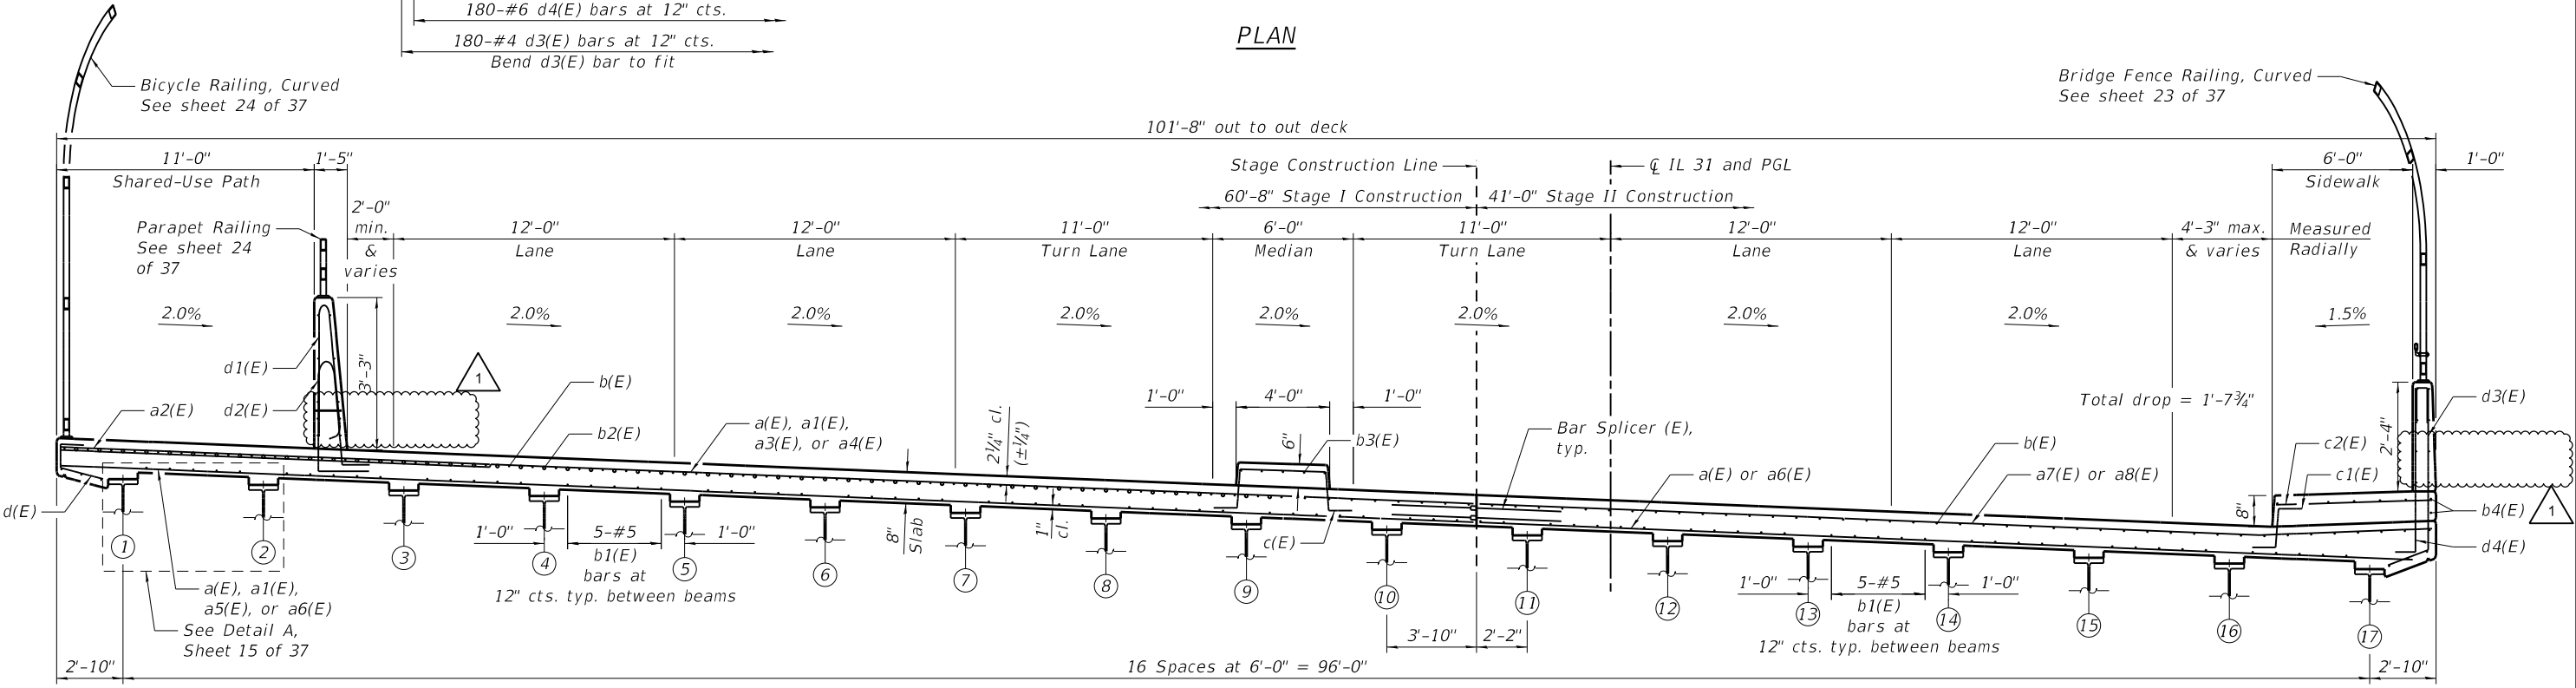 180-#6 d4(E) bars at 12" cts.
180-#4 d3(E) bars at 12" cts.
Bend d3(E) bar to fit
PLAN
Bicycle Railing, Curved
See sheet 24 of 37
Bridge Fence Railing, Curved
See sheet 23 of 37
101'-8" out to out deck
11'-0"
Shared-Use Path
1'-5"
Stage Construction Line
℄ IL 31 and PGL
6'-0"
Sidewalk
1'-0"
60'-8" Stage I Construction
41'-0" Stage II Construction
Parapet Railing
See sheet 24
of 37
2'-0"
min.
&
varies
12'-0"
Lane
12'-0"
Lane
11'-0"
Turn Lane
6'-0"
Median
11'-0"
Turn Lane
12'-0"
Lane
12'-0"
Lane
4'-3" max.
& varies
Measured
Radially
2.0%
2.0%
2.0%
2.0%
2.0%
2.0%
2.0%
2.0%
1.5%
d1(E)
3'-3"
1
d2(E)
a2(E)
b(E)
b2(E)
a(E), a1(E),
a3(E), or a4(E)
2¼" cl.
(±¼")
1'-0"
4'-0"
1'-0"
6"
b3(E)
Bar Splicer (E),
typ.
a(E) or a6(E)
Total drop = 1'-7¾"
b(E)
a7(E) or a8(E)
2'-4"
d3(E)
c2(E)
c1(E)
8"
b4(E)
1
d4(E)
d(E)
1'-0"
5-#5
b1(E)
bars at
12" cts. typ. between beams
1'-0"
8"
Slab
1"
cl.
c(E)
1'-0"
5-#5
b1(E)
bars at
12" cts. typ. between beams
1'-0"
1
2
3
4
5
6
7
8
9
10
11
12
13
14
15
16
17
a(E), a1(E),
a5(E), or a6(E)
See Detail A,
Sheet 15 of 37
3'-10"
2'-2"
2'-10"
16 Spaces at 6'-0" = 96'-0"
2'-10"